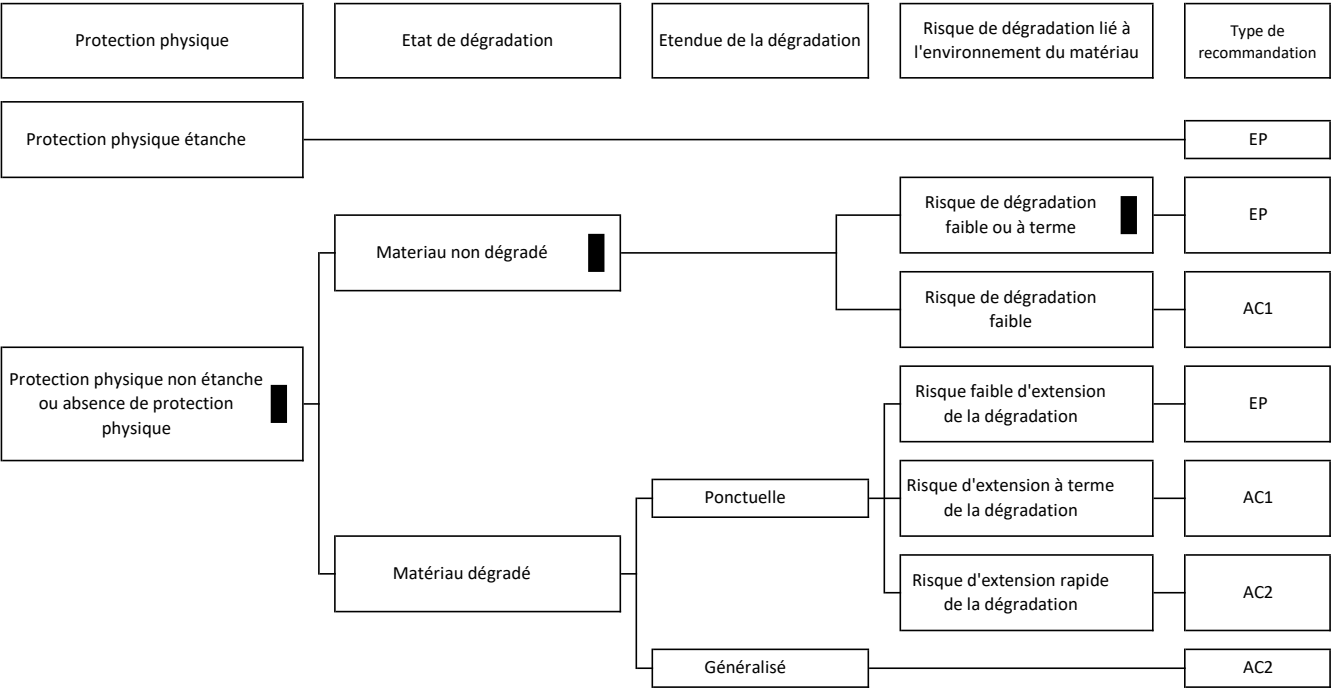 Protection physique
Etat de dégradation
Etendue de la dégradation
Risque de dégradation lié à
l'environnement du matériau
Type de
recommandation
Protection physique étanche
EP
Materiau non dégradé
Risque de dégradation
faible ou à terme
EP
Risque de dégradation
faible
AC1
Protection physique non étanche
ou absence de protection
physique
Risque faible d'extension
de la dégradation
EP
Ponctuelle
Risque d'extension à terme
de la dégradation
AC1
Matériau dégradé
Risque d'extension rapide
de la dégradation
AC2
Généralisé
AC2